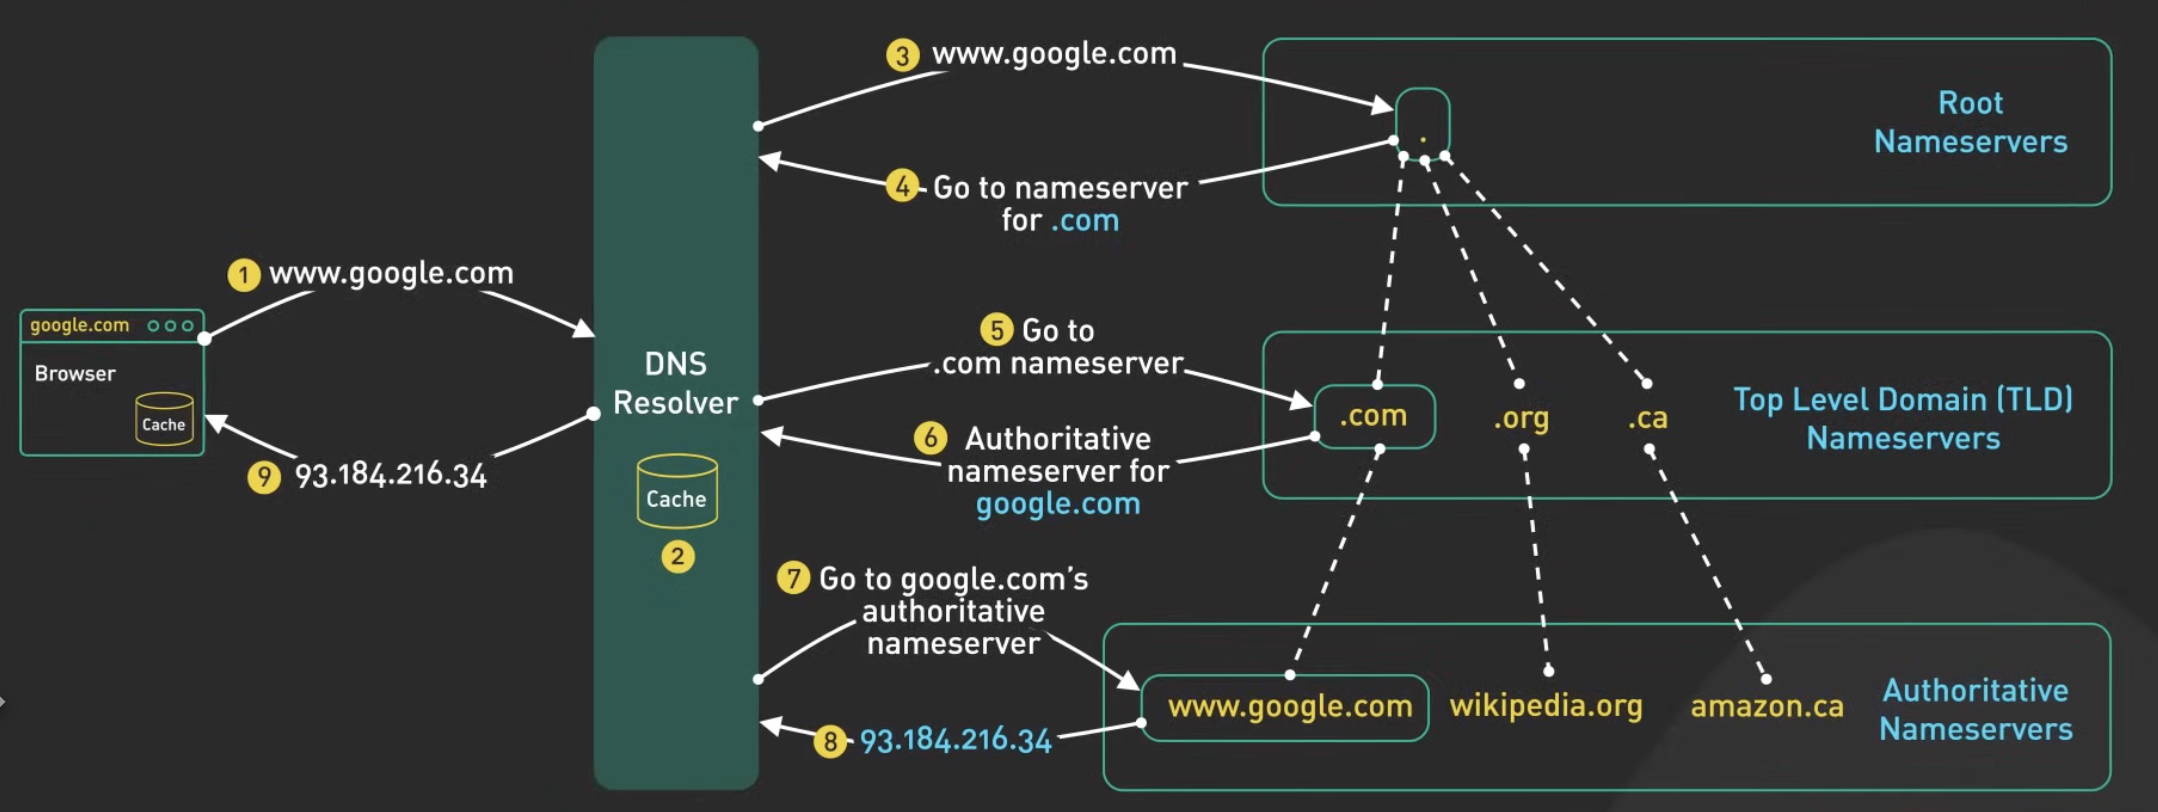 3 www.google.com
.
Root
Nameservers
4 Go to nameserver
for .com
1 www.google.com
google.com
Browser
Cache
9 93.184.216.34
DNS
Resolver
Cache
2
5 Go to
.com nameserver
6 Authoritative
nameserver for
google.com
.com
.org
.ca
Top Level Domain (TLD)
Nameservers
7 Go to google.com's
authoritative
nameserver
8 93.184.216.34
www.google.com
wikipedia.org
amazon.ca
Authoritative
Nameservers